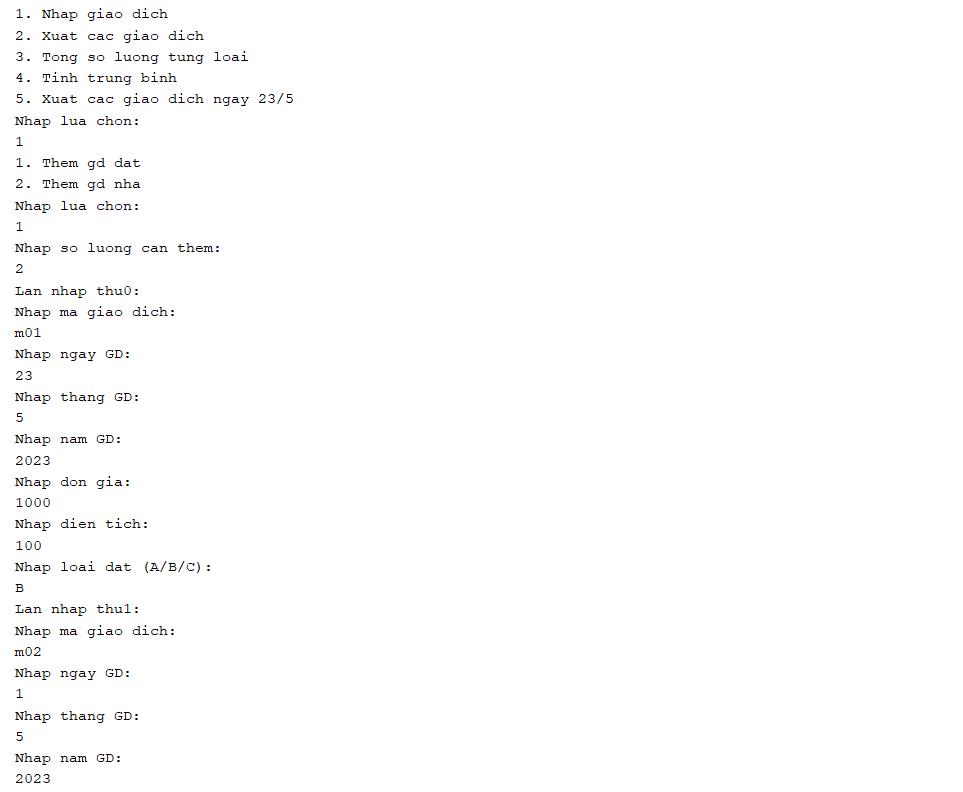 1. Nhap giao dich
2. Xuat cac giao dich
3. Tong so luong tung loai
4. Tinh trung binh
5. Xuat cac giao dich ngay 23/5
Nhap lua chon:
1
1. Them gd dat
2. Them gd nha
Nhap lua chon:
1
Nhap so luong can them:
2
Lan nhap thu0:
Nhap ma giao dich:
m01
Nhap ngay GD:
23
Nhap thang GD:
5
Nhap nam GD:
2023
Nhap don gia:
1000
Nhap dien tich:
100
Nhap loai dat (A/B/C):
B
Lan nhap thu1:
Nhap ma giao dich:
m02
Nhap ngay GD:
1
Nhap thang GD:
5
Nhap nam GD:
2023